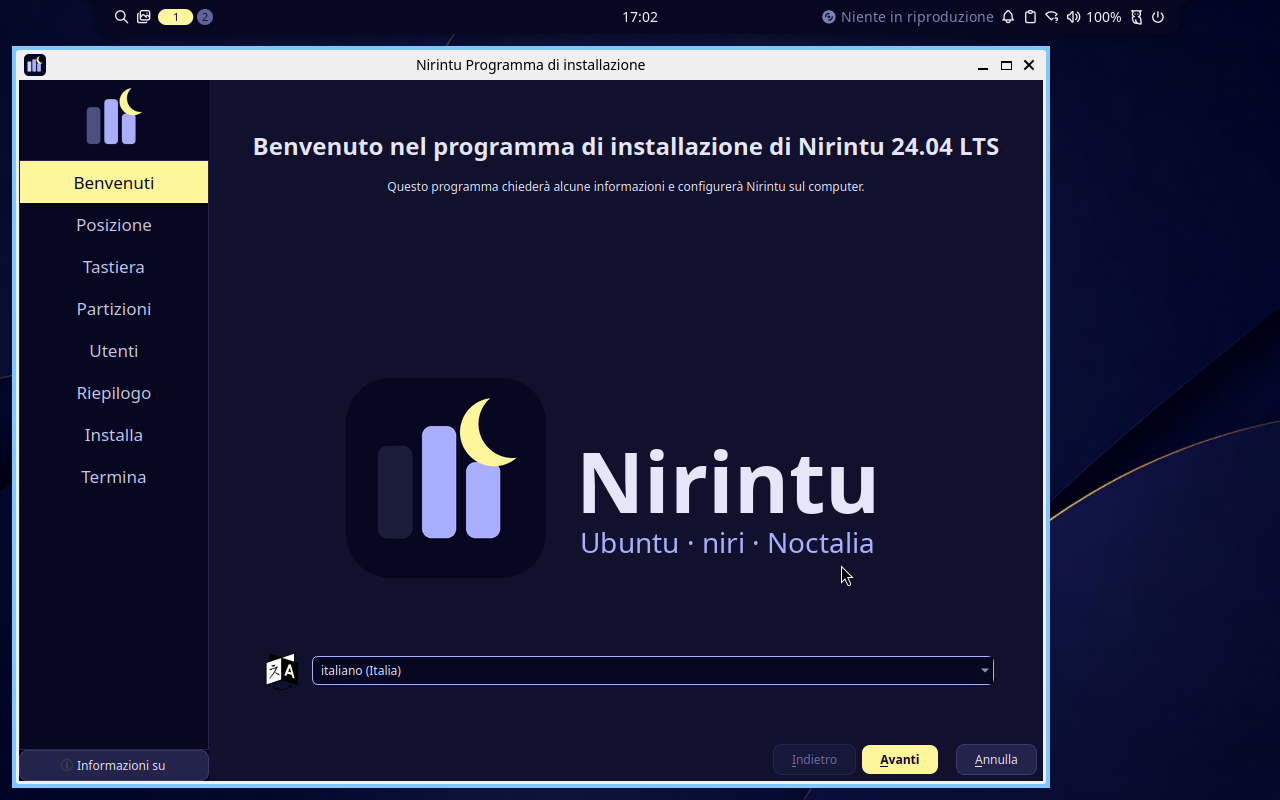 1
2
17:02
Niente in riproduzione
100%
Nirintu Programma di installazione
Benvenuti
Posizione
Tastiera
Partizioni
Utenti
Riepilogo
Installa
Termina
Informazioni su
Benvenuto nel programma di installazione di Nirintu 24.04 LTS
Questo programma chiederà alcune informazioni e configurerà Nirintu sul computer.
Nirintu
Ubuntu · niri · Noctalia
italiano (Italia)
Indietro
Avanti
Annulla